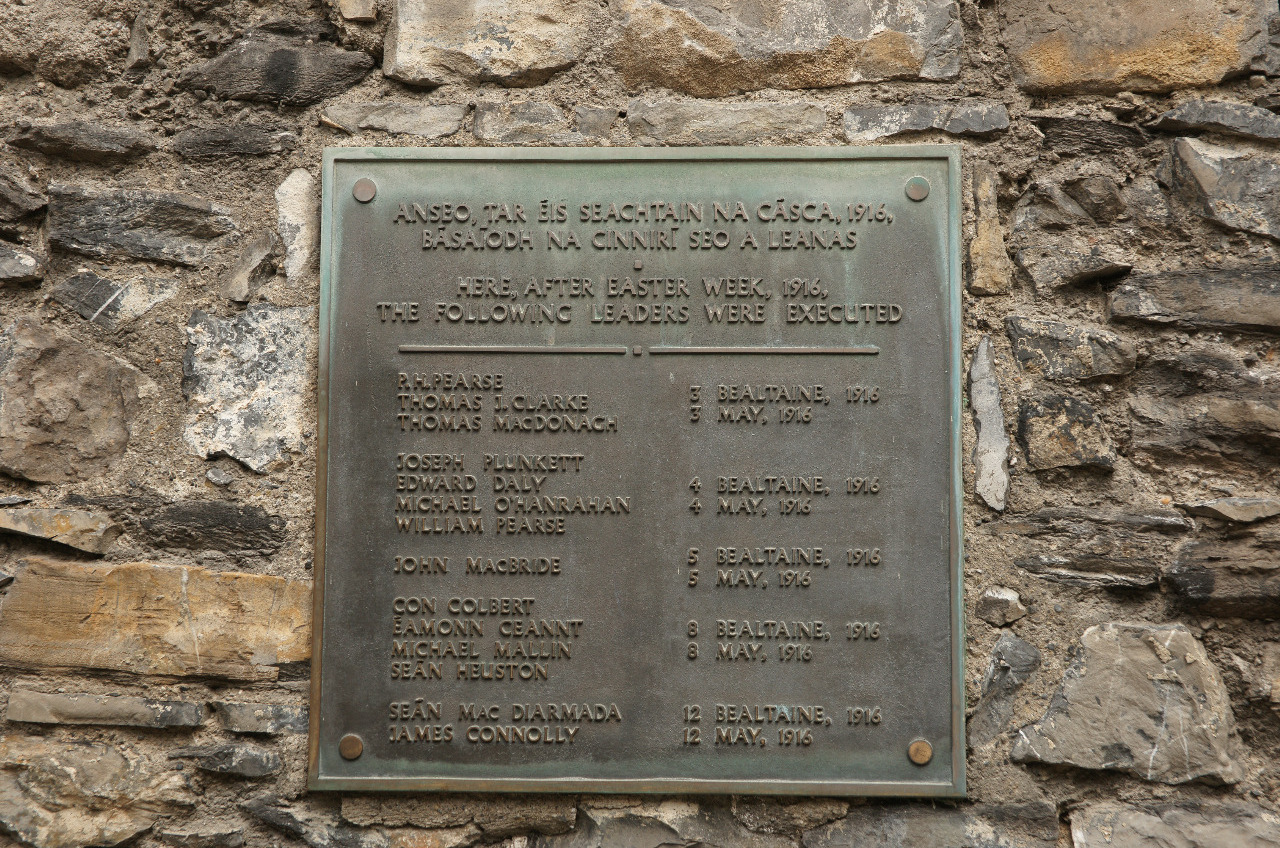 ANSEO, TAR ÉIS SEACHTAIN NA CÁSCA, 1916,
BÁSAÍODH NA CINNIRÍ SEO A LEANAS
HERE, AFTER EASTER WEEK, 1916,
THE FOLLOWING LEADERS WERE EXECUTED
P.H. PEARSE
THOMAS J. CLARKE 3 BEALTAINE, 1916
THOMAS MACDONAGH 3 MAY, 1916
JOSEPH PLUNKETT
EDWARD DALY 4 BEALTAINE, 1916
MICHAEL O'HANRAHAN 4 MAY, 1916
WILLIAM PEARSE
JOHN MACBRIDE 5 BEALTAINE, 1916
5 MAY, 1916
CON COLBERT
ÉAMONN CEANNT 8 BEALTAINE, 1916
MICHAEL MALLIN 8 MAY, 1916
SEÁN HEUSTON
SEÁN MAC DIARMADA 12 BEALTAINE, 1916
JAMES CONNOLLY 12 MAY, 1916